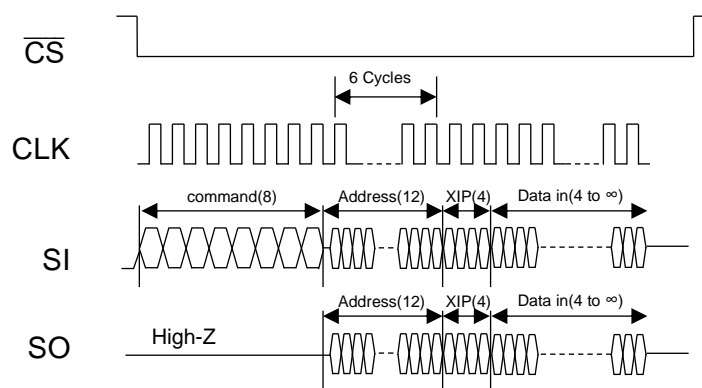 CS
6 Cycles
CLK
command(8) Address(12) XIP(4) Data in(4 to ∞)
SI
Address(12) XIP(4) Data in(4 to ∞)
High-Z
SO